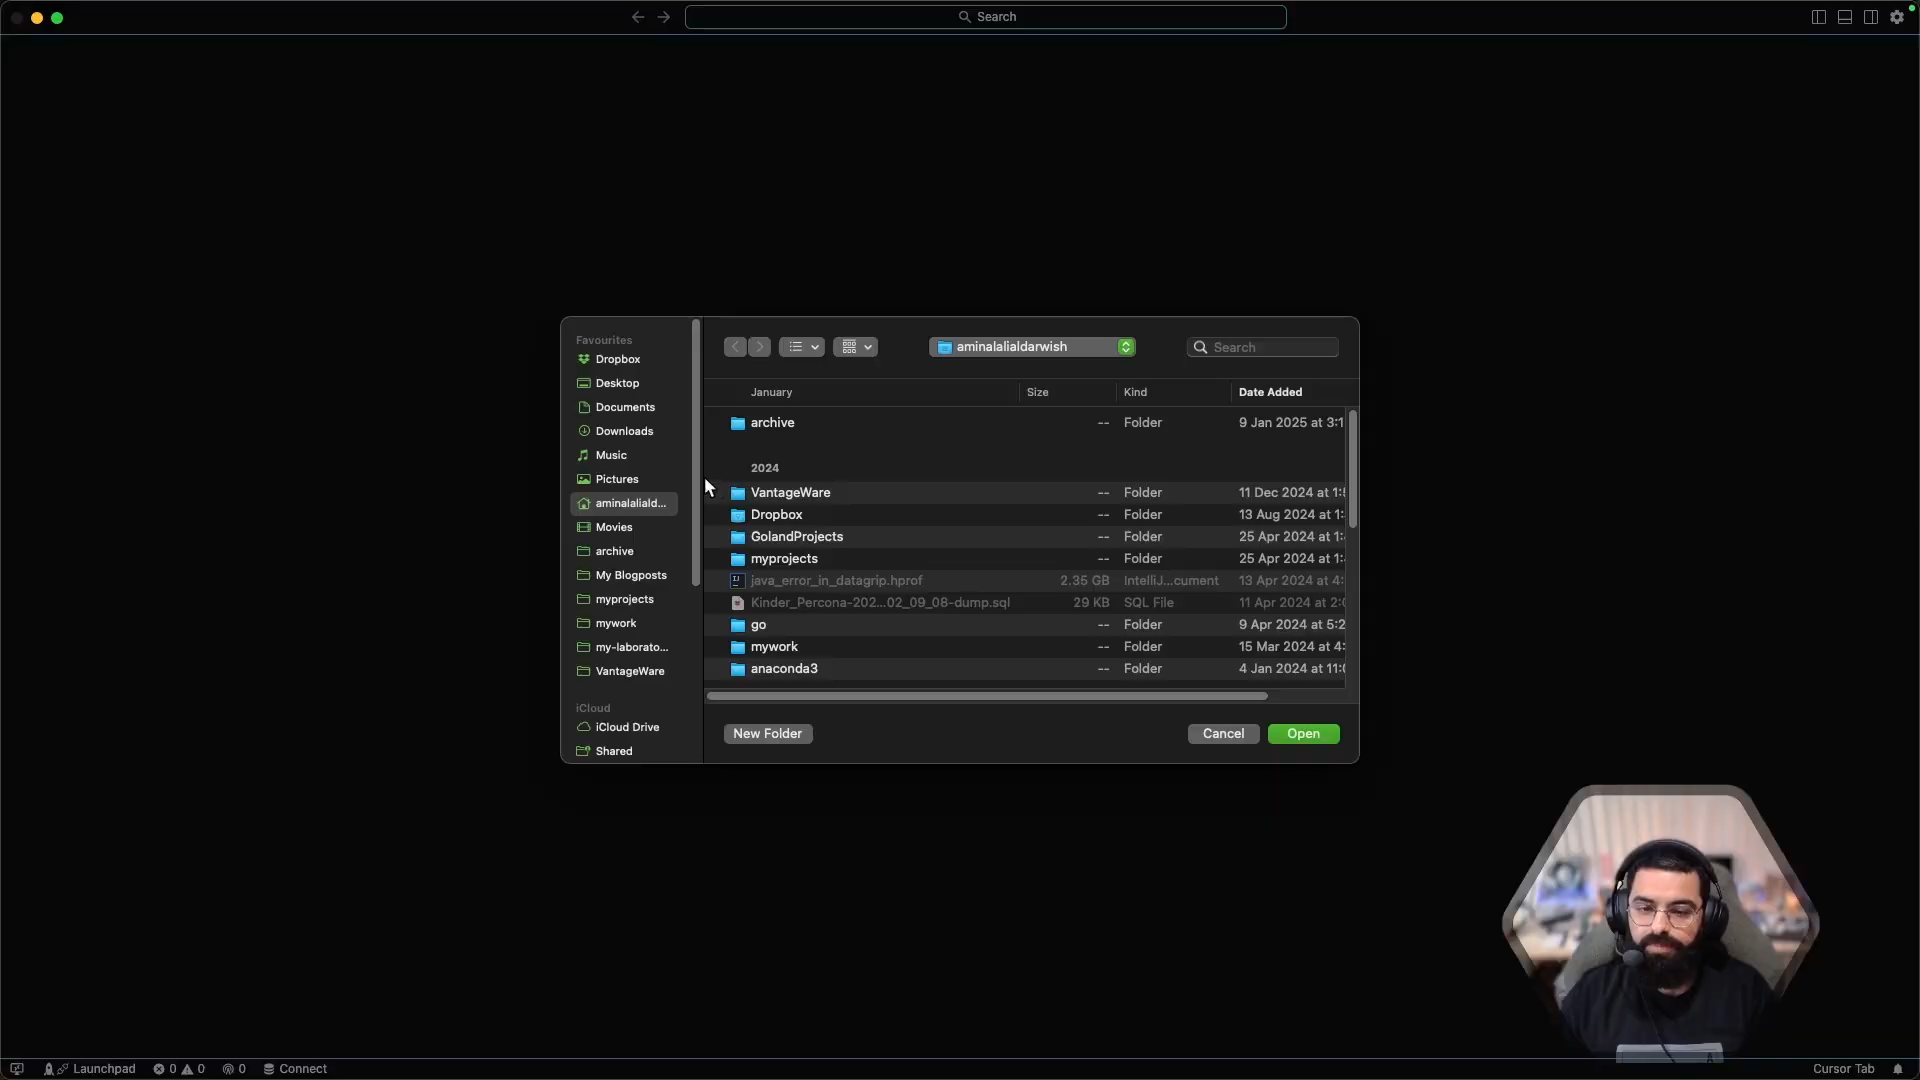 Search
Favourites
Dropbox
Desktop
Documents
Downloads
Music
Pictures
aminalaliald...
Movies
archive
My Blogposts
myprojects
mywork
my-laborato...
VantageWare
iCloud
iCloud Drive
Shared
aminalalialdarwish
Search
January Size Kind Date Added
archive -- Folder 9 Jan 2025 at 3:1
2024
VantageWare -- Folder 11 Dec 2024 at 1:
Dropbox -- Folder 13 Aug 2024 at 1:
GolandProjects -- Folder 25 Apr 2024 at 1:
myprojects -- Folder 25 Apr 2024 at 1:
java_error_in_datagrip.hprof 2.35 GB IntelliJ...cument 13 Apr 2024 at 4:
Kinder_Percona-202...02_09_08-dump.sql 29 KB SQL File 11 Apr 2024 at 2:
go -- Folder 9 Apr 2024 at 5:2
mywork -- Folder 15 Mar 2024 at 4:
anaconda3 -- Folder 4 Jan 2024 at 11:
New Folder Cancel Open
Launchpad 0 0 0 Connect Cursor Tab